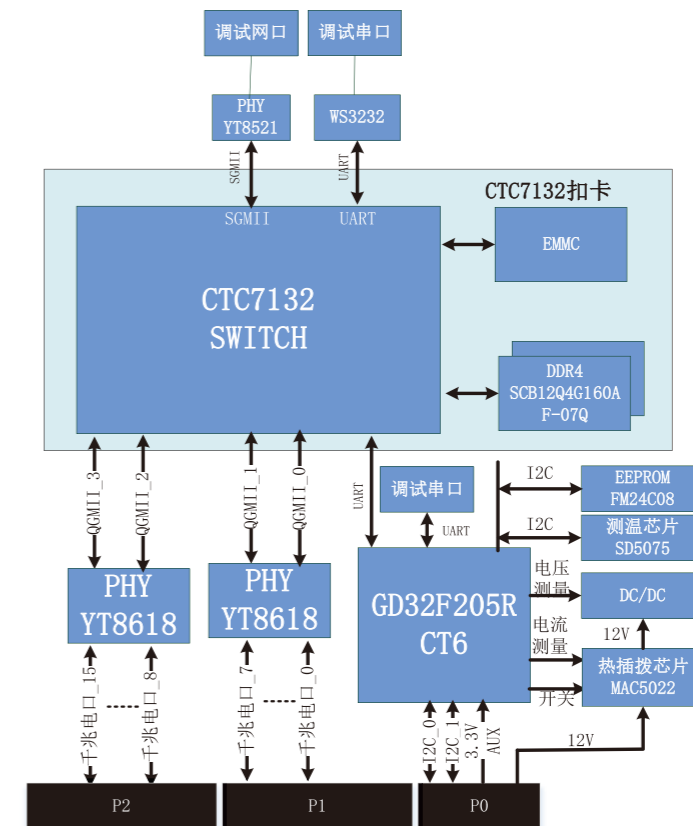 调试网口
调试串口
PHY
YT8521
WS3232
SGMII
UART
CTC7132扣卡
SGMII
UART
CTC7132
SWITCH
EMMC
DDR4
SCB12Q4G160A
F-07Q
QGMII_3
QGMII_2
QGMII_1
QGMII_0
UART
调试串口
UART
I2C
EEPROM
FM24C08
I2C
测温芯片
SD5075
PHY
YT8618
PHY
YT8618
GD32F205R
CT6
电压
测量
DC/DC
12V
电流
测量
热插拨芯片
MAC5022
开关
千兆电口_15
千兆电口_8
千兆电口_7
千兆电口_0
I2C_0
I2C_1
3.3V
AUX
12V
P2
P1
P0